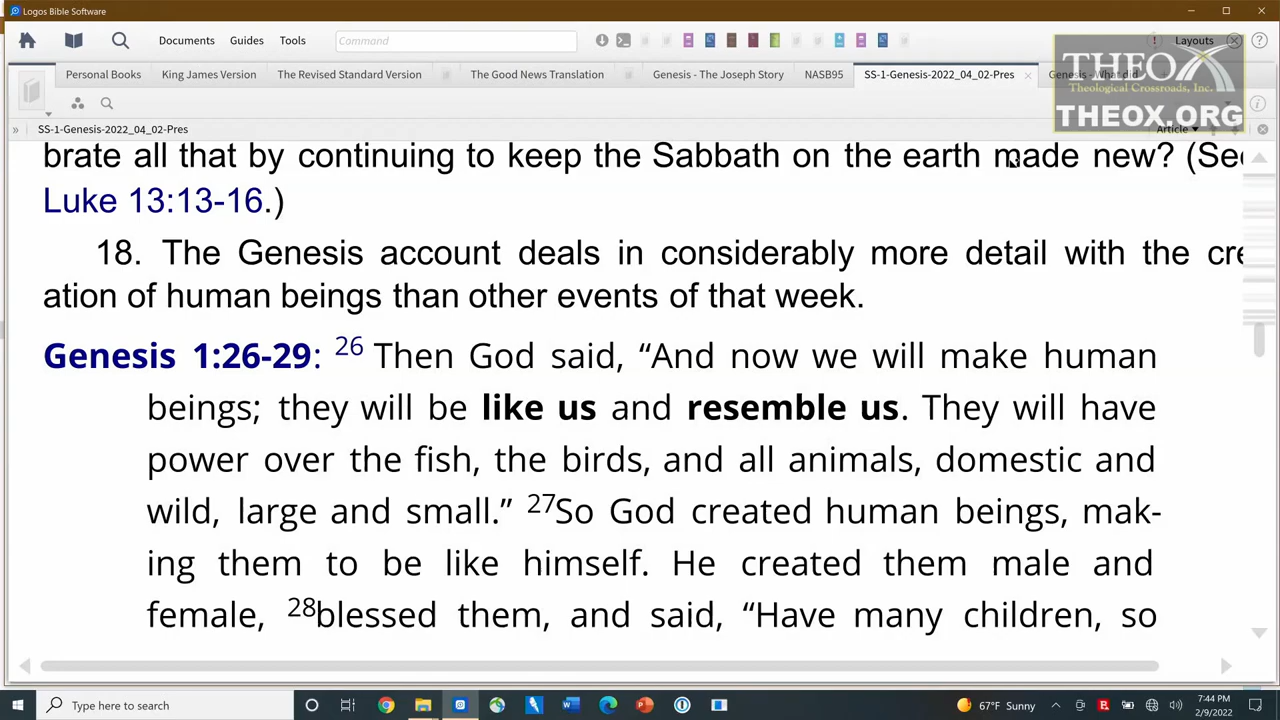 Logos Bible Software
Documents Guides Tools Command Layouts
THEOX
Theological Crossroads, Inc.
THEOX.ORG
Personal Books King James Version The Revised Standard Version The Good News Translation Genesis - The Joseph Story NASB95 SS-1-Genesis-2022_04_02-Pres Genesis - What did
SS-1-Genesis-2022_04_02-Pres Article
brate all that by continuing to keep the Sabbath on the earth made new? (See
Luke 13:13-16.)
18. The Genesis account deals in considerably more detail with the cre
ation of human beings than other events of that week.
Genesis 1:26-29: 26 Then God said, “And now we will make human
beings; they will be like us and resemble us. They will have
power over the fish, the birds, and all animals, domestic and
wild, large and small.” 27So God created human beings, mak-
ing them to be like himself. He created them male and
female, 28blessed them, and said, “Have many children, so
Type here to search
67°F Sunny
7:44 PM
2/9/2022